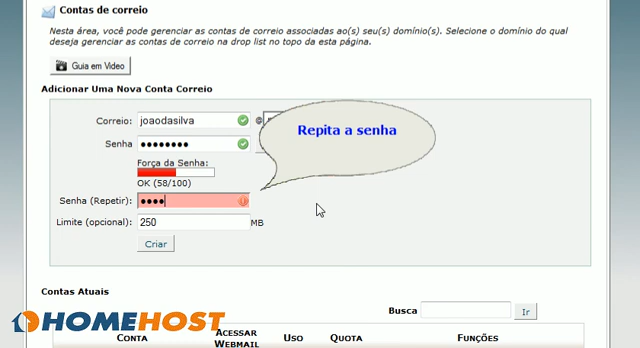 Contas de correio
Nesta área, você pode gerenciar as contas de correio associadas ao(s) seu(s) domínio(s). Selecione o domínio do qual
deseja gerenciar as contas de correio na drop list no topo da esta página.
Guia em Video
Adicionar Uma Nova Conta Correio
Correio: joaodasilva @
Repita a senha
Senha ••••••••
Força da Senha:
OK (58/100)
Senha (Repetir): ••••
Limite (opcional): 250 MB
Criar
Contas Atuais
Busca Ir
HOMEHOST
CONTA ACESSAR WEBMAIL USO QUOTA FUNÇÕES